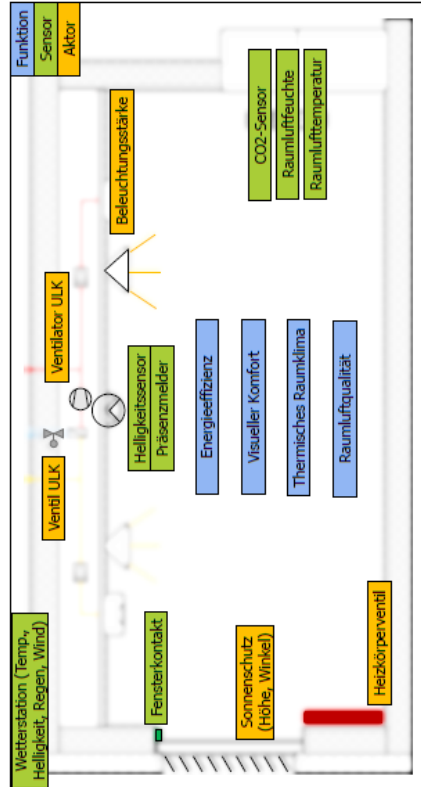 Wetterstation (Temp.,
Helligkeit, Regen, Wind)
Ventil ULK
Ventilator ULK
Funktion
Sensor
Aktor
Beleuchtungsstärke
Fensterkontakt
Helligkeitssensor
Präsenzmelder
Energieeffizienz
Visueller Komfort
Thermisches Raumklima
Raumluftqualität
CO2-Sensor
Raumluftfeuchte
Raumlufttemperatur
Sonnenschutz
(Höhe, Winkel)
Heizkörperventil